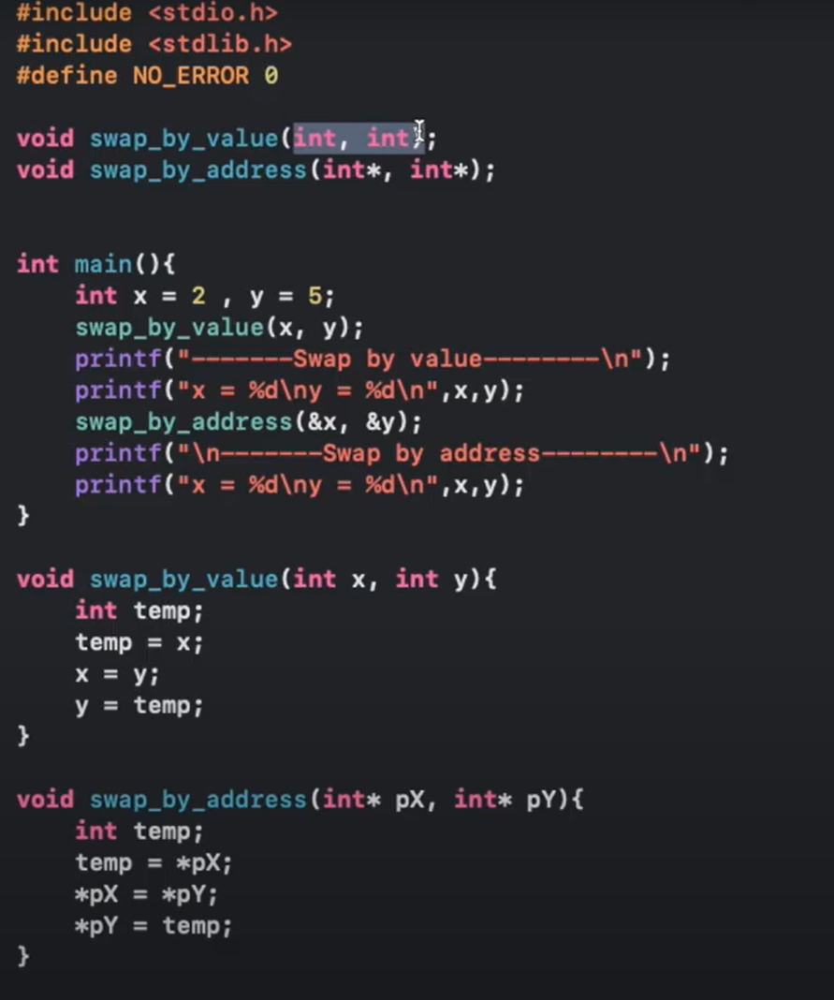 #include <stdio.h>
#include <stdlib.h>
#define NO_ERROR 0
void swap_by_value(int, int);
void swap_by_address(int*, int*);
int main(){
int x = 2 , y = 5;
swap_by_value(x, y);
printf("-------Swap by value--------\n");
printf("x = %d\ny = %d\n",x,y);
swap_by_address(&x, &y);
printf("\n-------Swap by address--------\n");
printf("x = %d\ny = %d\n",x,y);
}
void swap_by_value(int x, int y){
int temp;
temp = x;
x = y;
y = temp;
}
void swap_by_address(int* pX, int* pY){
int temp;
temp = *pX;
*pX = *pY;
*pY = temp;
}